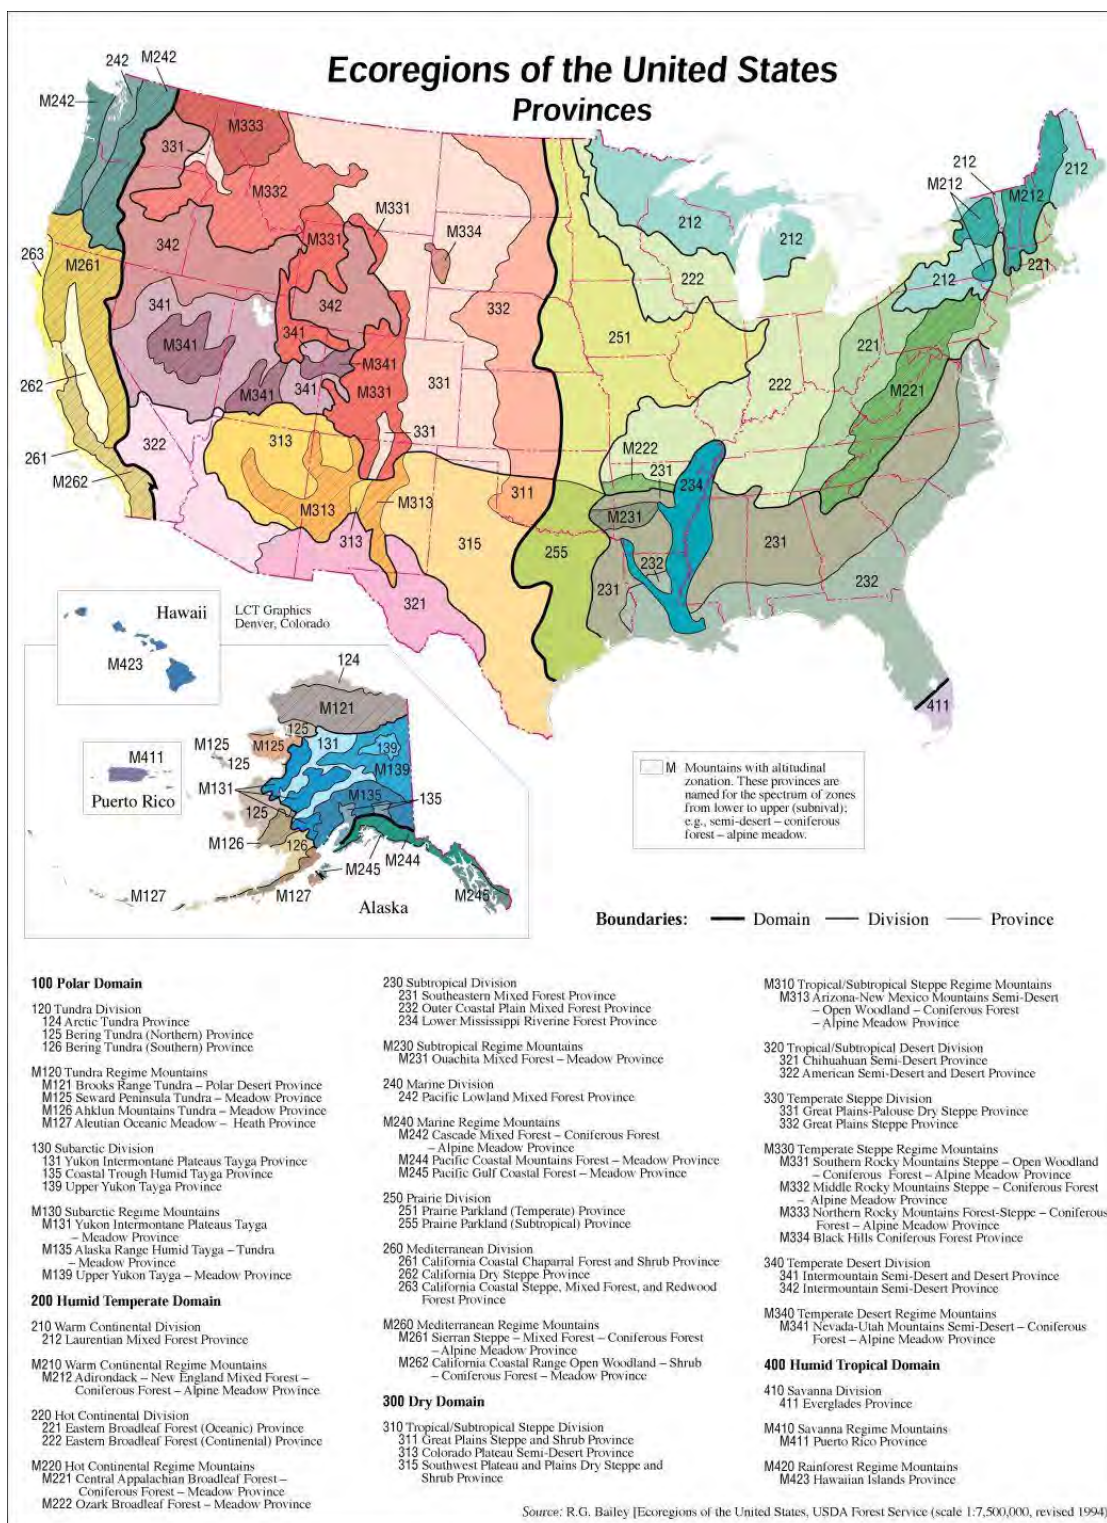 Ecoregions of the United States
Provinces
242
M242
M242
M333
331
M332
M331
M334
212
212
212
M212
M212
212
212
221
263
M261
342
M331
342
332
222
251
341
M341
341
M341
M341
341
M331
331
331
262
322
313
222
221
M221
M222
231
234
261
M262
M313
M313
313
311
M231
315
255
231
232
231
232
321
411
Hawaii
M423
LCT Graphics
Denver, Colorado
124
M121
125
M125
M125
125
131
139
M139
M131
M135
135
125
M126
126
M244
M245
M245
M127
M127
Alaska
M411
Puerto Rico
M Mountains with altitudinal
zonation. These provinces are
named for the spectrum of zones
from lower to upper (subnival);
e.g., semi-desert – coniferous
forest – alpine meadow.
Boundaries: Domain Division Province
100 Polar Domain
120 Tundra Division
124 Arctic Tundra Province
125 Bering Tundra (Northern) Province
126 Bering Tundra (Southern) Province
M120 Tundra Regime Mountains
M121 Brooks Range Tundra – Polar Desert Province
M125 Seward Peninsula Tundra – Meadow Province
M126 Ahklun Mountains Tundra – Meadow Province
M127 Aleutian Oceanic Meadow – Heath Province
130 Subarctic Division
131 Yukon Intermontane Plateaus Tayga Province
135 Coastal Trough Humid Tayga Province
139 Upper Yukon Tayga Province
M130 Subarctic Regime Mountains
M131 Yukon Intermontane Plateaus Tayga
– Meadow Province
M135 Alaska Range Humid Tayga – Tundra
– Meadow Province
M139 Upper Yukon Tayga – Meadow Province
200 Humid Temperate Domain
210 Warm Continental Division
212 Laurentian Mixed Forest Province
M210 Warm Continental Regime Mountains
M212 Adirondack – New England Mixed Forest –
Coniferous Forest – Alpine Meadow Province
220 Hot Continental Division
221 Eastern Broadleaf Forest (Oceanic) Province
222 Eastern Broadleaf Forest (Continental) Province
M220 Hot Continental Regime Mountains
M221 Central Appalachian Broadleaf Forest –
Coniferous Forest – Meadow Province
M222 Ozark Broadleaf Forest – Meadow Province
230 Subtropical Division
231 Southeastern Mixed Forest Province
232 Outer Coastal Plain Mixed Forest Province
234 Lower Mississippi Riverine Forest Province
M230 Subtropical Regime Mountains
M231 Ouachita Mixed Forest – Meadow Province
240 Marine Division
242 Pacific Lowland Mixed Forest Province
M240 Marine Regime Mountains
M242 Cascade Mixed Forest – Coniferous Forest
– Alpine Meadow Province
M244 Pacific Coastal Mountains Forest – Meadow Province
M245 Pacific Gulf Coastal Forest – Meadow Province
250 Prairie Division
251 Prairie Parkland (Temperate) Province
255 Prairie Parkland (Subtropical) Province
260 Mediterranean Division
261 California Coastal Chaparral Forest and Shrub Province
262 California Dry Steppe Province
263 California Coastal Steppe, Mixed Forest, and Redwood
Forest Province
M260 Mediterranean Regime Mountains
M261 Sierran Steppe – Mixed Forest – Coniferous Forest
– Alpine Meadow Province
M262 California Coastal Range Open Woodland – Shrub
– Coniferous Forest – Meadow Province
300 Dry Domain
310 Tropical/Subtropical Steppe Division
311 Great Plains Steppe and Shrub Province
313 Colorado Plateau Semi-Desert Province
315 Southwest Plateau and Plains Dry Steppe and
Shrub Province
M310 Tropical/Subtropical Steppe Regime Mountains
M313 Arizona-New Mexico Mountains Semi-Desert
– Open Woodland – Coniferous Forest
– Alpine Meadow Province
320 Tropical/Subtropical Desert Division
321 Chihuahuan Semi-Desert Province
322 American Semi-Desert and Desert Province
330 Temperate Steppe Division
331 Great Plains-Palouse Dry Steppe Province
332 Great Plains Steppe Province
M330 Temperate Steppe Regime Mountains
M331 Southern Rocky Mountains Steppe – Open Woodland
– Coniferous Forest – Alpine Meadow Province
M332 Middle Rocky Mountains Steppe – Coniferous Forest
– Alpine Meadow Province
M333 Northern Rocky Mountains Forest-Steppe – Coniferous
Forest – Alpine Meadow Province
M334 Black Hills Coniferous Forest Province
340 Temperate Desert Division
341 Intermountain Semi-Desert and Desert Province
342 Intermountain Semi-Desert Province
M340 Temperate Desert Regime Mountains
M341 Nevada-Utah Mountains Semi-Desert – Coniferous
Forest – Alpine Meadow Province
400 Humid Tropical Domain
410 Savanna Division
411 Everglades Province
M410 Savanna Regime Mountains
M411 Puerto Rico Province
M420 Rainforest Regime Mountains
M423 Hawaiian Islands Province
Source: R.G. Bailey [Ecoregions of the United States, USDA Forest Service (scale 1:7,500,000, revised 1994)